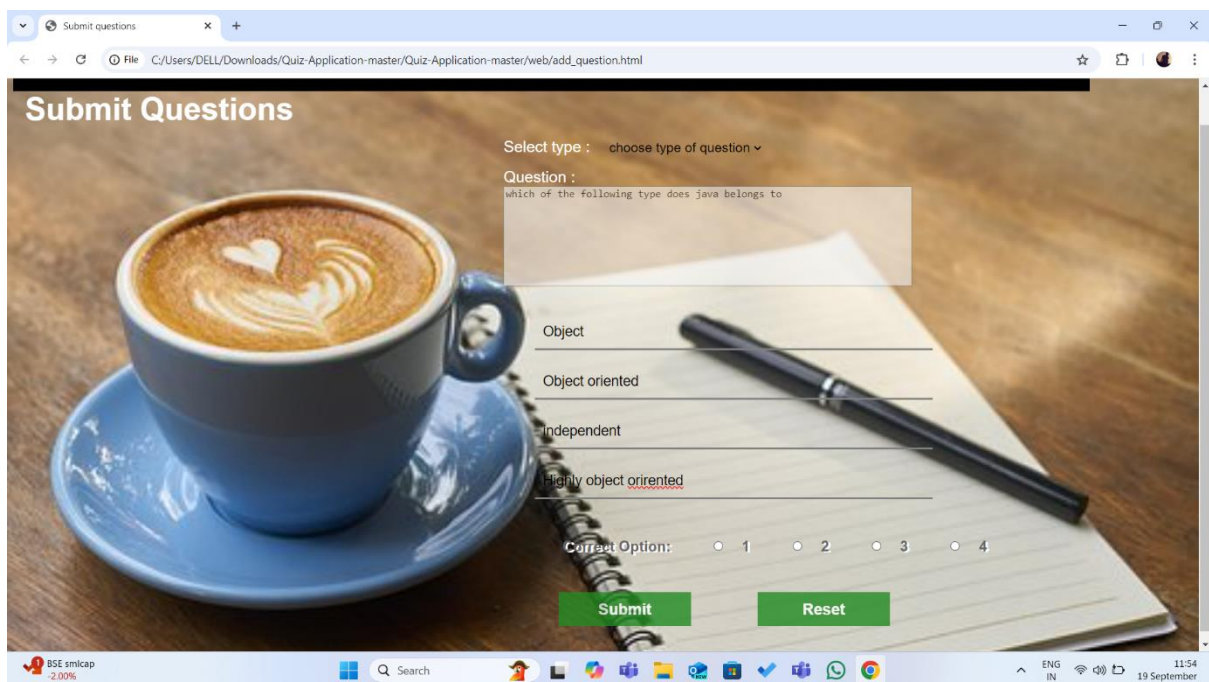 Submit questions
File C:/Users/DELL/Downloads/Quiz-Application-master/Quiz-Application-master/web/add_question.html
Submit Questions
Select type : choose type of question
Question :
which of the following type does java belongs to
Object
Object oriented
independent
Highly object orirented
Correct Option: 1 2 3 4
Submit Reset
1 BSE smlcap
-2.00%
Search
NEW
ENG
IN
11:54
19 September